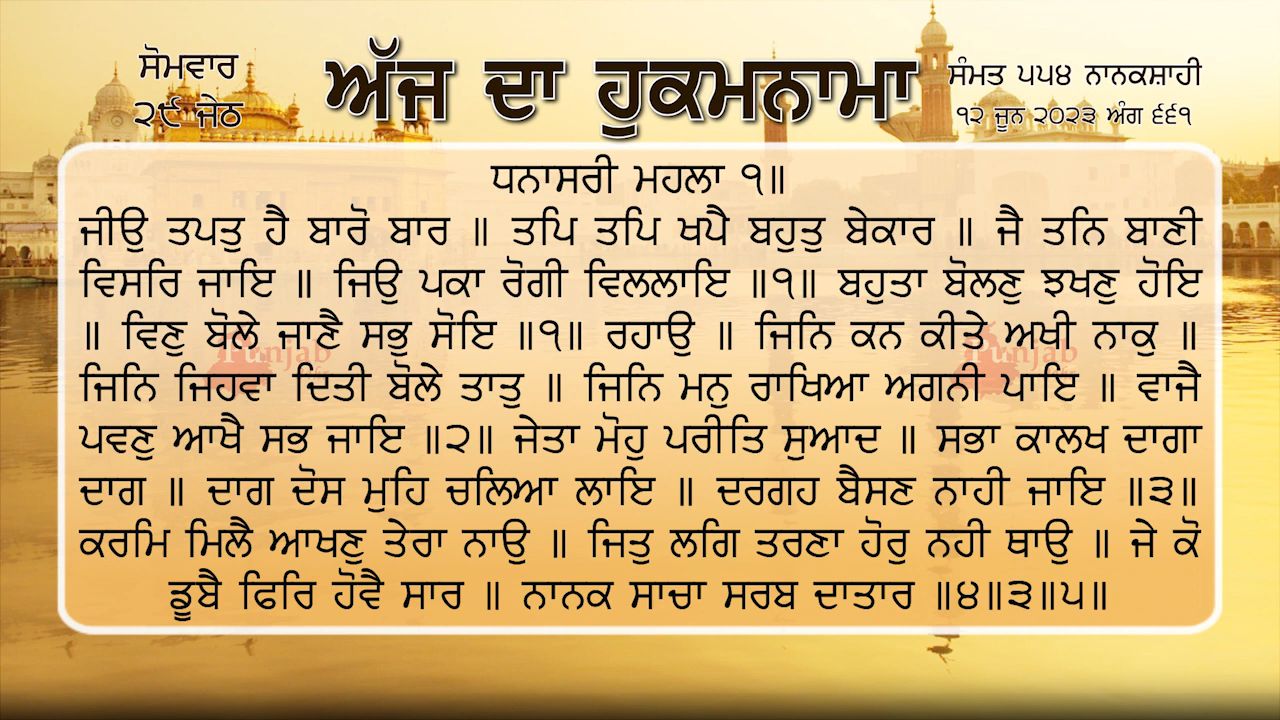 ਸੋਮਵਾਰ
੨੯ ਜੇਠ
ਅੱਜ ਦਾ ਹੁਕਮਨਾਮਾ
ਸੰਮਤ ੫੫੪ ਨਾਨਕਸ਼ਾਹੀ
੧੨ ਜੂਨ ੨੦੨੩ ਅੰਗ ੬੬੧
ਧਨਾਸਰੀ ਮਹਲਾ ੧॥
ਜੀਉ ਤਪਤੁ ਹੈ ਬਾਰੋ ਬਾਰ ॥ ਤਪਿ ਤਪਿ ਖਪੈ ਬਹੁਤੁ ਬੇਕਾਰ ॥ ਜੈ ਤਨਿ ਬਾਣੀ
ਵਿਸਰਿ ਜਾਇ ॥ ਜਿਉ ਪਕਾ ਰੋਗੀ ਵਿਲਲਾਇ ॥੧॥ ਬਹੁਤਾ ਬੋਲਣੁ ਝਖਣੁ ਹੋਇ
॥ ਵਿਣੁ ਬੋਲੇ ਜਾਣੈ ਸਭੁ ਸੋਇ ॥੧॥ ਰਹਾਉ ॥ ਜਿਨਿ ਕਨ ਕੀਤੇ ਅਖੀ ਨਾਕੁ ॥
ਜਿਨਿ ਜਿਹਵਾ ਦਿਤੀ ਬੋਲੇ ਤਾਤੁ ॥ ਜਿਨਿ ਮਨੁ ਰਾਖਿਆ ਅਗਨੀ ਪਾਇ ॥ ਵਾਜੈ
ਪਵਣੁ ਆਖੈ ਸਭ ਜਾਇ ॥੨॥ ਜੇਤਾ ਮੋਹੁ ਪਰੀਤਿ ਸੁਆਦ ॥ ਸਭਾ ਕਾਲਖ ਦਾਗਾ
ਦਾਗ ॥ ਦਾਗ ਦੋਸ ਮੁਹਿ ਚਲਿਆ ਲਾਇ ॥ ਦਰਗਹ ਬੈਸਣ ਨਾਹੀ ਜਾਇ ॥੩॥
ਕਰਮਿ ਮਿਲੈ ਆਖਣੁ ਤੇਰਾ ਨਾਉ ॥ ਜਿਤੁ ਲਗਿ ਤਰਣਾ ਹੋਰੁ ਨਹੀ ਥਾਉ ॥ ਜੇ ਕੋ
ਡੂਬੈ ਫਿਰਿ ਹੋਵੈ ਸਾਰ ॥ ਨਾਨਕ ਸਾਚਾ ਸਰਬ ਦਾਤਾਰ ॥੪॥੩॥੫॥
Punjab
Punjab